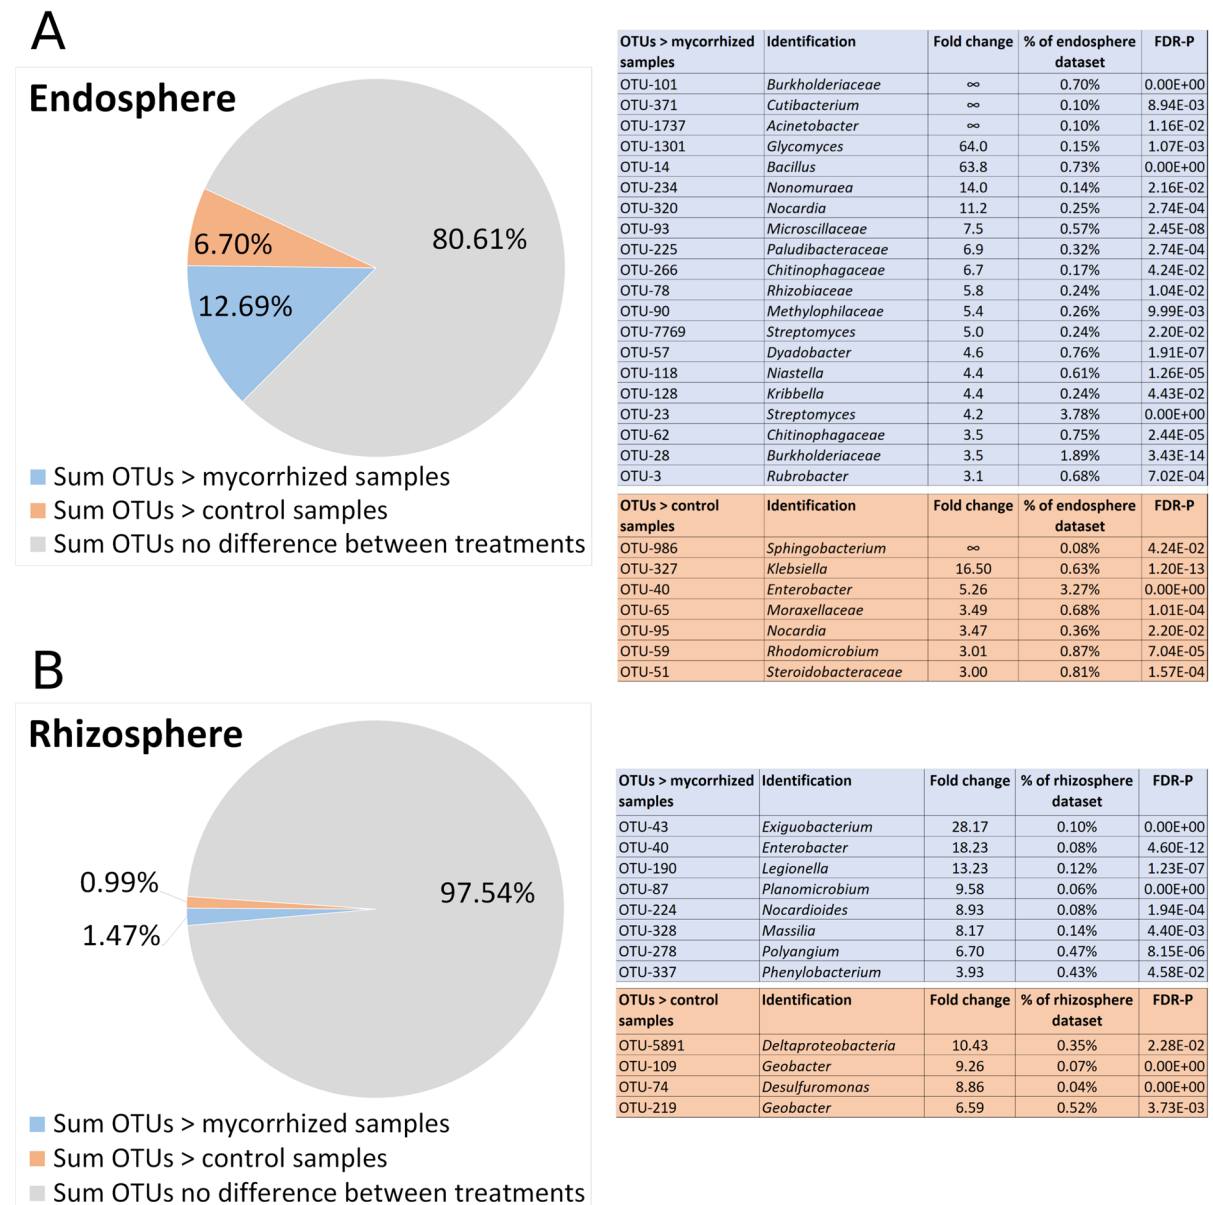 A
Endosphere
80.61%
6.70%
12.69%
Sum OTUs > mycorrhized samples
Sum OTUs > control samples
Sum OTUs no difference between treatments
OTUs > mycorrhized samples Identification Fold change % of endosphere dataset FDR-P
OTU-101 Burkholderiaceae ∞ 0.70% 0.00E+00
OTU-371 Cutibacterium ∞ 0.10% 8.94E-03
OTU-1737 Acinetobacter ∞ 0.10% 1.16E-02
OTU-1301 Glycomyces 64.0 0.15% 1.07E-03
OTU-14 Bacillus 63.8 0.73% 0.00E+00
OTU-234 Nonomuraea 14.0 0.14% 2.16E-02
OTU-320 Nocardia 11.2 0.25% 2.74E-04
OTU-93 Microscillaceae 7.5 0.57% 2.45E-08
OTU-225 Paludibacteraceae 6.9 0.32% 2.74E-04
OTU-266 Chitinophagaceae 6.7 0.17% 4.24E-02
OTU-78 Rhizobiaceae 5.8 0.24% 1.04E-02
OTU-90 Methylophilaceae 5.4 0.26% 9.99E-03
OTU-7769 Streptomyces 5.0 0.24% 2.20E-02
OTU-57 Dyadobacter 4.6 0.76% 1.91E-07
OTU-118 Niastella 4.4 0.61% 1.26E-05
OTU-128 Kribbella 4.4 0.24% 4.43E-02
OTU-23 Streptomyces 4.2 3.78% 0.00E+00
OTU-62 Chitinophagaceae 3.5 0.75% 2.44E-05
OTU-28 Burkholderiaceae 3.5 1.89% 3.43E-14
OTU-3 Rubrobacter 3.1 0.68% 7.02E-04
OTUs > control samples Identification Fold change % of endosphere dataset FDR-P
OTU-986 Sphingobacterium ∞ 0.08% 4.24E-02
OTU-327 Klebsiella 16.50 0.63% 1.20E-13
OTU-40 Enterobacter 5.26 3.27% 0.00E+00
OTU-65 Moraxellaceae 3.49 0.68% 1.01E-04
OTU-95 Nocardia 3.47 0.36% 2.20E-02
OTU-59 Rhodomicrobium 3.01 0.87% 7.04E-05
OTU-51 Steroidobacteraceae 3.00 0.81% 1.57E-04
B
Rhizosphere
0.99%
97.54%
1.47%
Sum OTUs > mycorrhized samples
Sum OTUs > control samples
Sum OTUs no difference between treatments
OTUs > mycorrhized samples Identification Fold change % of rhizosphere dataset FDR-P
OTU-43 Exiguobacterium 28.17 0.10% 0.00E+00
OTU-40 Enterobacter 18.23 0.08% 4.60E-12
OTU-190 Legionella 13.23 0.12% 1.23E-07
OTU-87 Planomicrobium 9.58 0.06% 0.00E+00
OTU-224 Nocardioides 8.93 0.08% 1.94E-04
OTU-328 Massilia 8.17 0.14% 4.40E-03
OTU-278 Polyangium 6.70 0.47% 8.15E-06
OTU-337 Phenylobacterium 3.93 0.43% 4.58E-02
OTUs > control samples Identification Fold change % of rhizosphere dataset FDR-P
OTU-5891 Deltaproteobacteria 10.43 0.35% 2.28E-02
OTU-109 Geobacter 9.26 0.07% 0.00E+00
OTU-74 Desulfuromonas 8.86 0.04% 0.00E+00
OTU-219 Geobacter 6.59 0.52% 3.73E-03